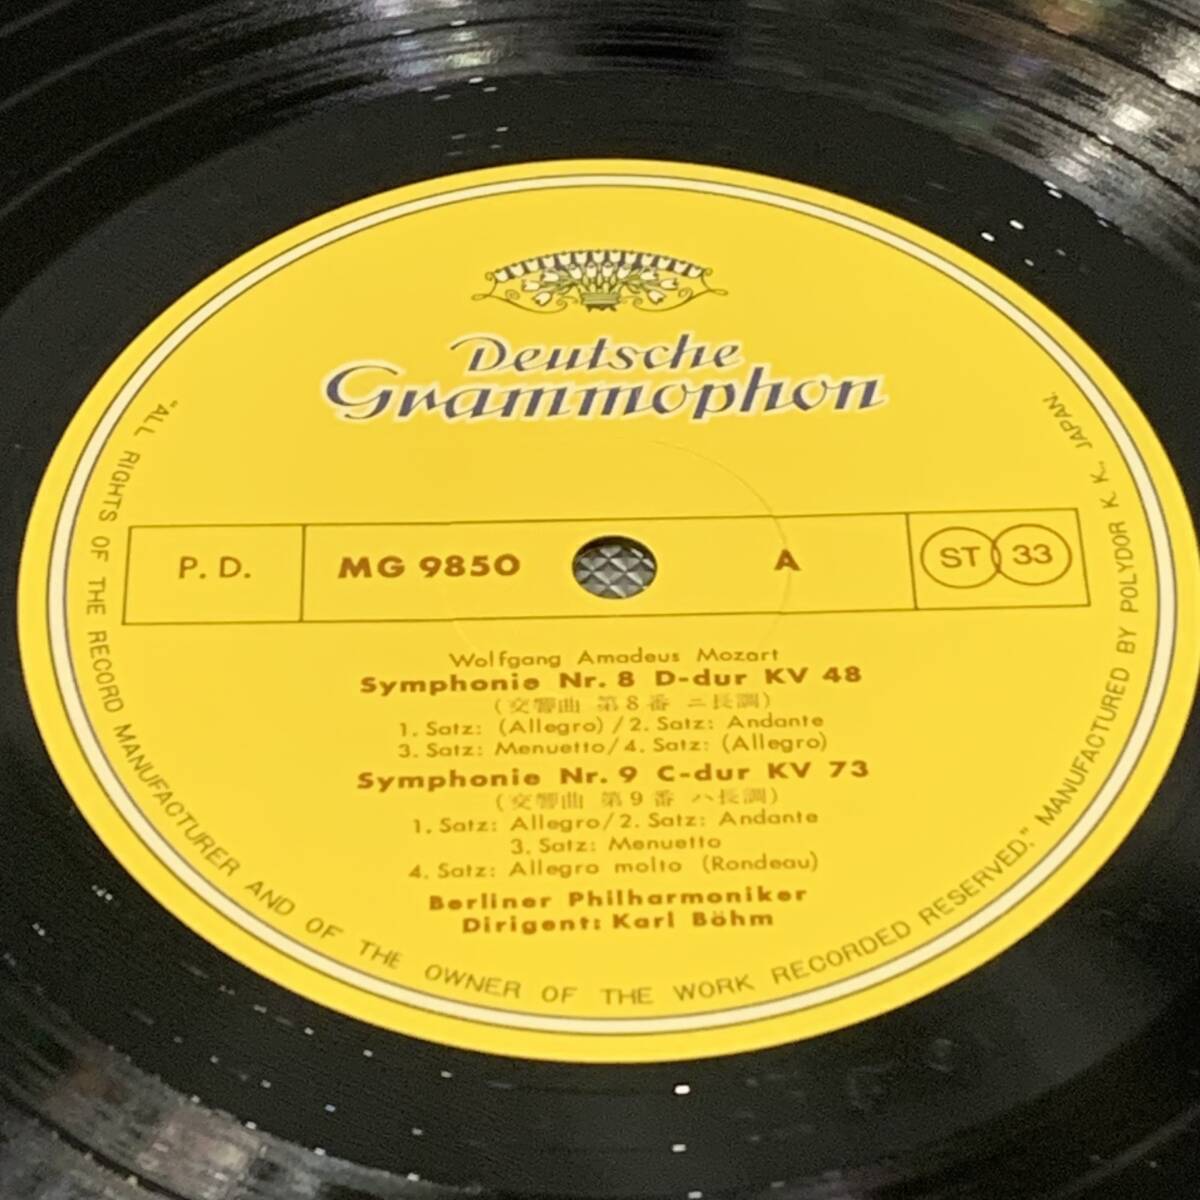 Deutsche
Grammophon
P. D. MG 9850 A ST 33
Wolfgang Amadeus Mozart
Symphonie Nr. 8 D-dur KV 48
(交響曲 第8番 ニ長調)
1. Satz: (Allegro) / 2. Satz: Andante
3. Satz: Menuetto / 4. Satz: (Allegro)
Symphonie Nr. 9 C-dur KV 73
(交響曲 第9番 ハ長調)
1. Satz: Allegro / 2. Satz: Andante
3. Satz: Menuetto
4. Satz: Allegro molto (Rondeau)
Berliner Philharmoniker
Dirigent: Karl Böhm
"ALL RIGHTS OF THE RECORD MANUFACTURER AND OF THE OWNER OF THE WORK RECORDED RESERVED." MANUFACTURED BY POLYDOR K. K., JAPAN.